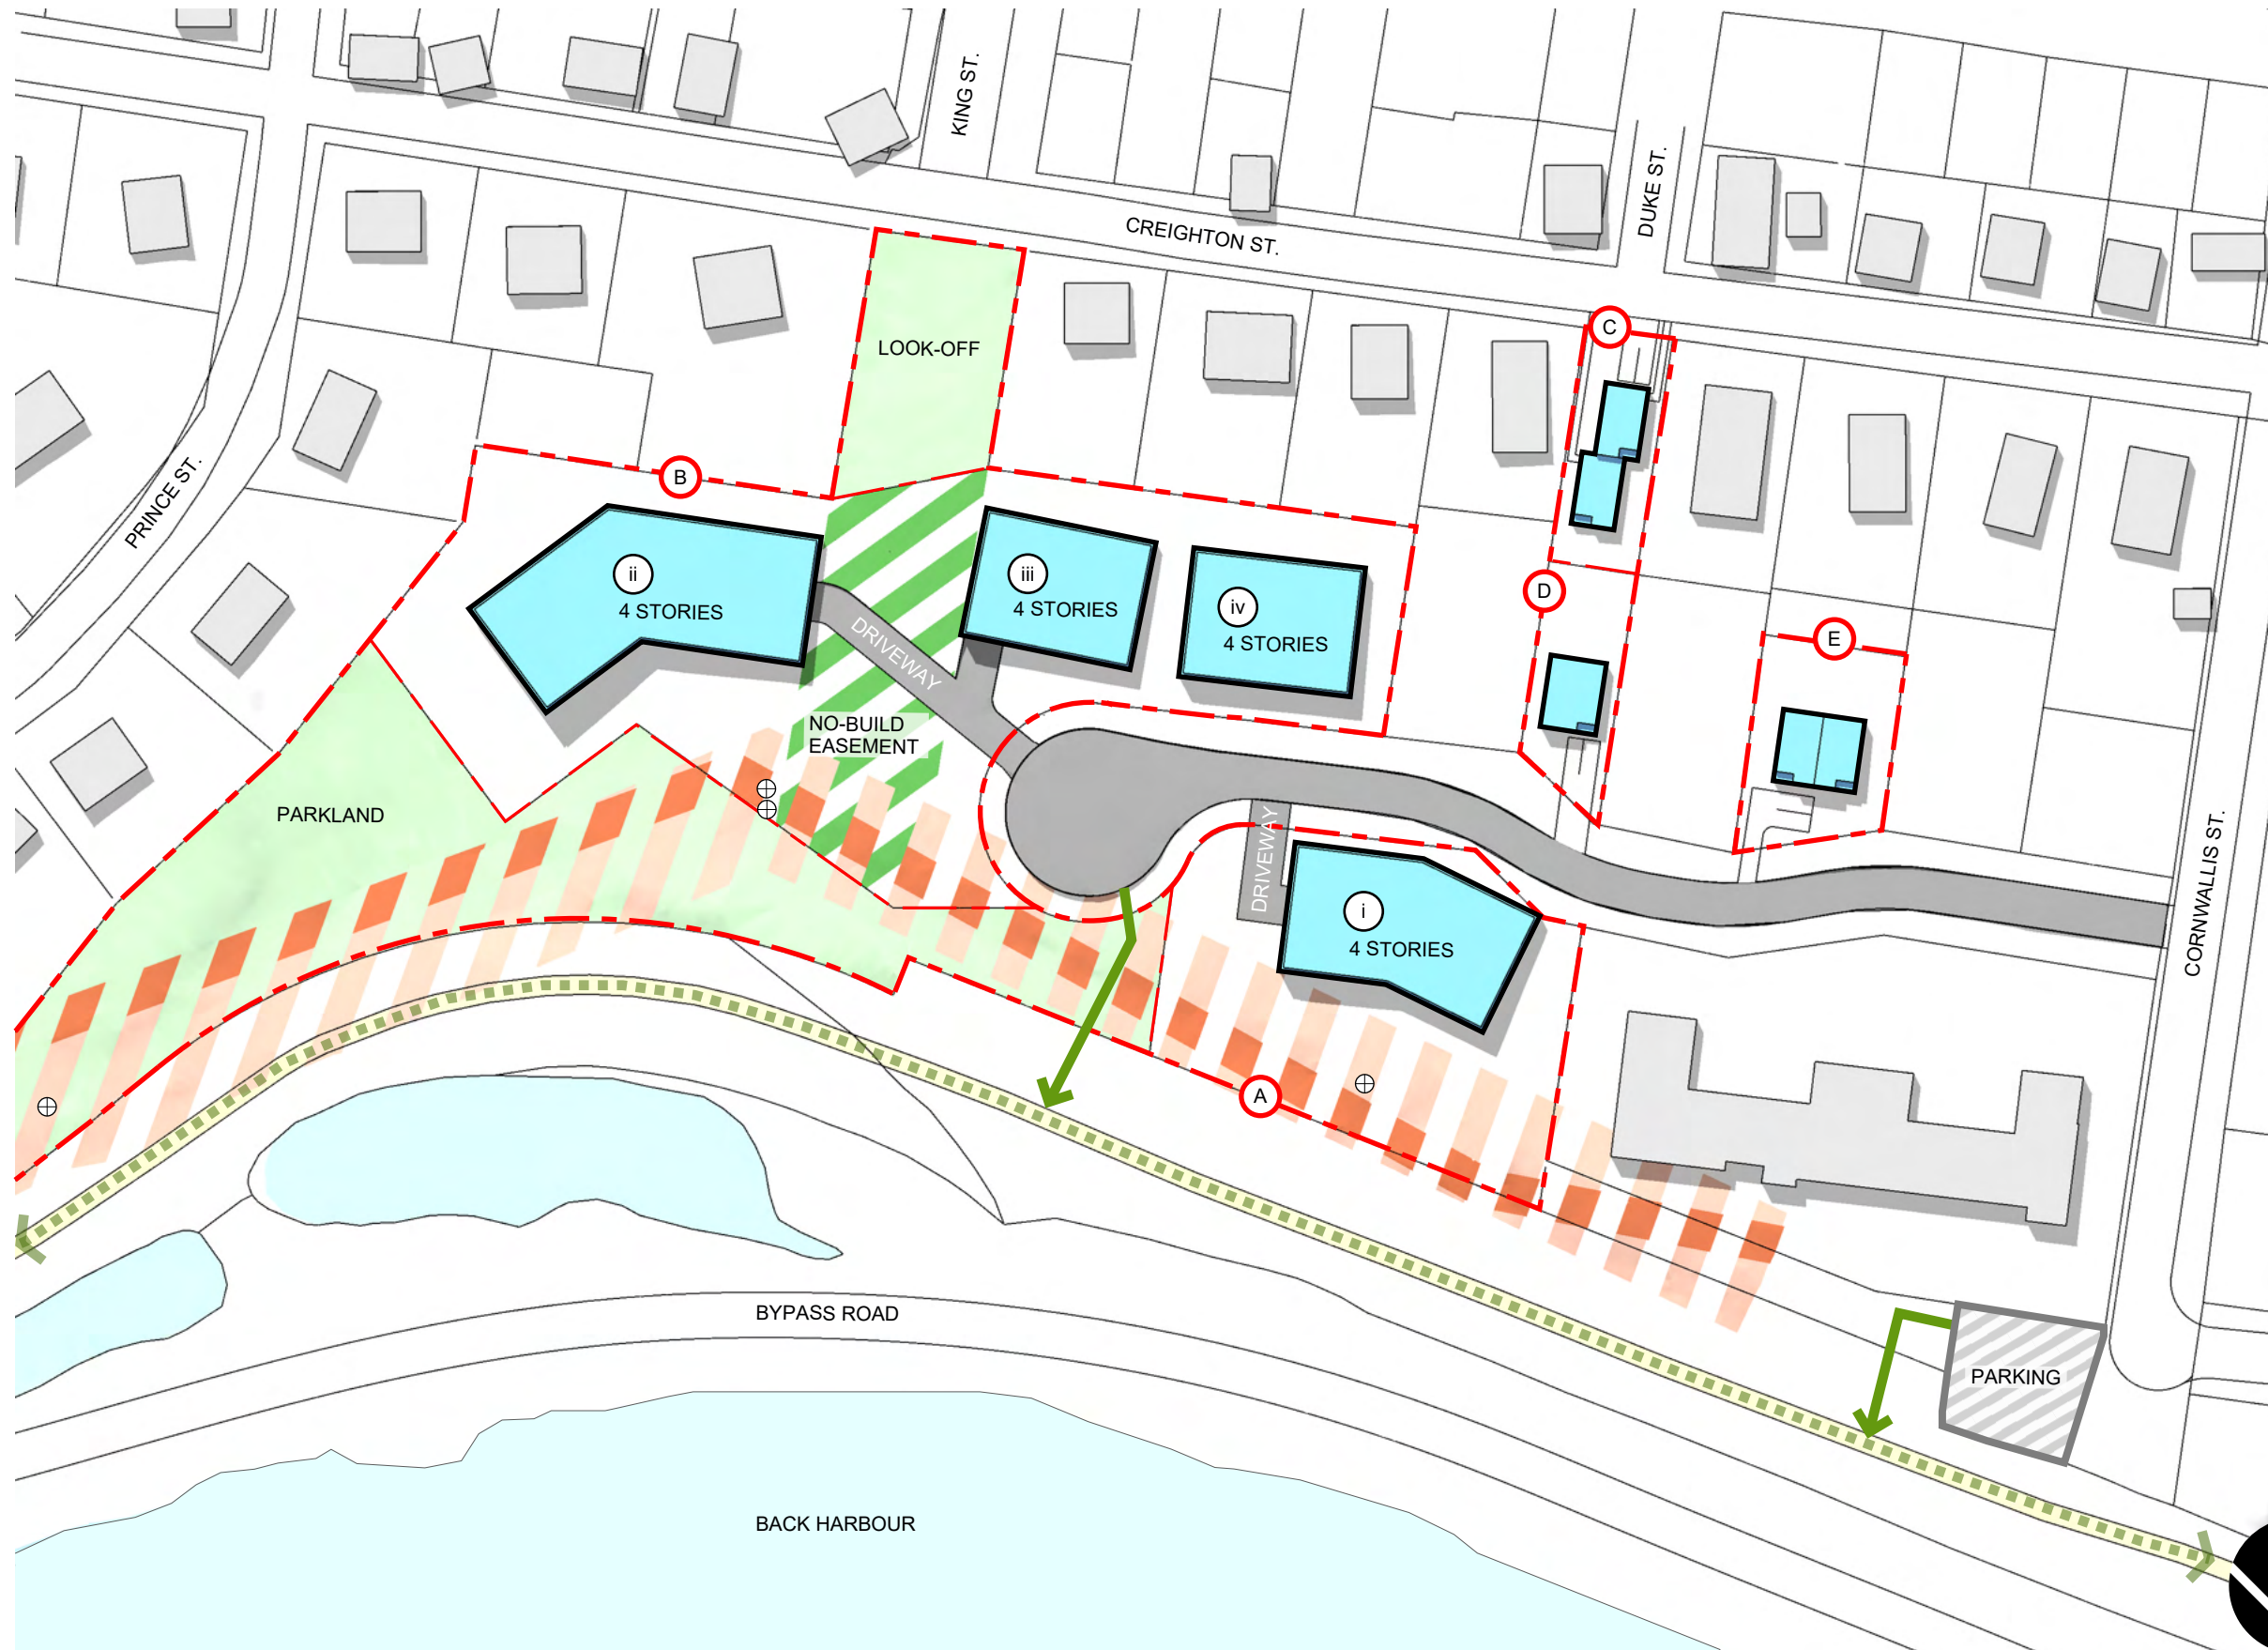 KING ST.
DUKE ST.
CREIGHTON ST.
C
LOOK-OFF
B
PRINCE ST.
ii
4 STORIES
iii
4 STORIES
iv
4 STORIES
D
E
DRIVEWAY
NO-BUILD
EASEMENT
PARKLAND
DRIVEWAY
i
4 STORIES
CORNWALLIS ST.
A
BYPASS ROAD
PARKING
BACK HARBOUR